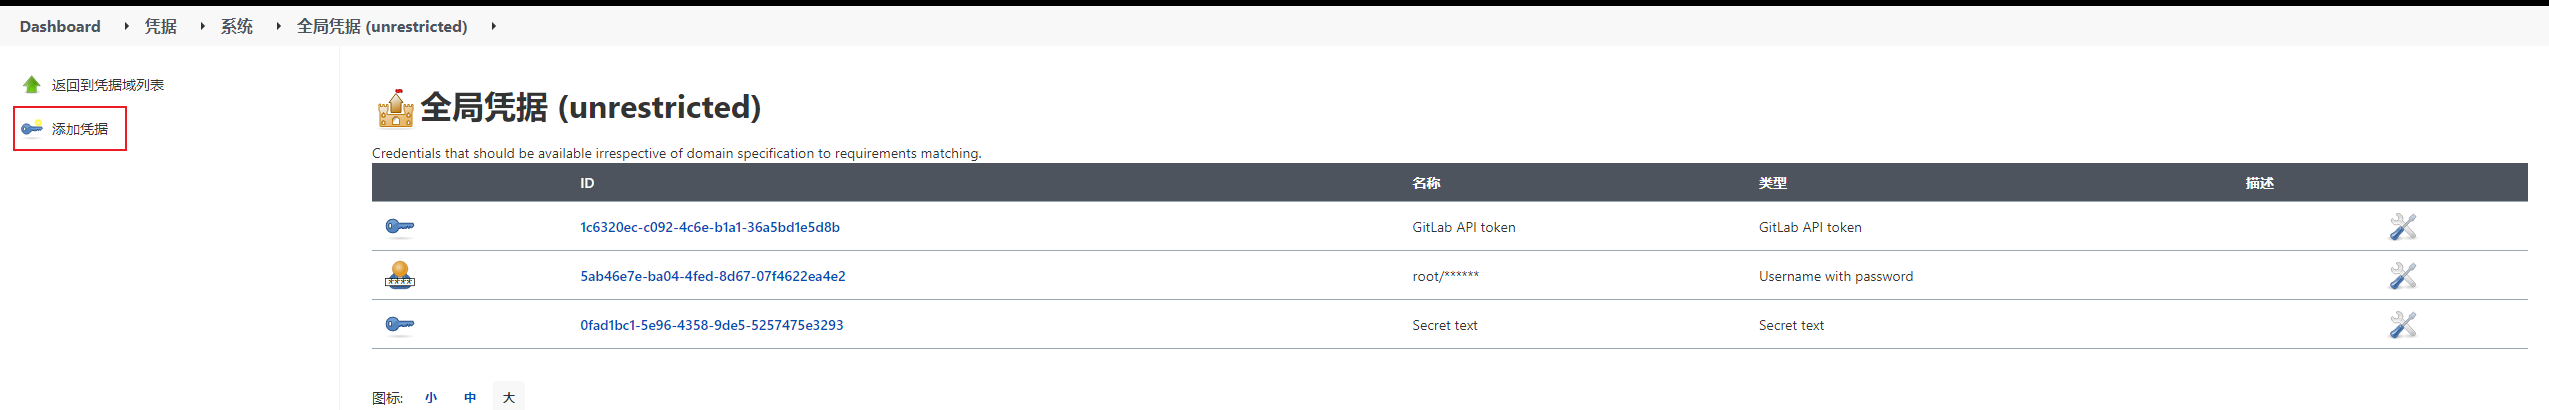 Dashboard 凭据 系统 全局凭据 (unrestricted)
返回到凭据域列表
添加凭据
全局凭据 (unrestricted)
Credentials that should be available irrespective of domain specification to requirements matching.
ID 名称 类型 描述
1c6320ec-c092-4c6e-b1a1-36a5bd1e5d8b GitLab API token GitLab API token
5ab46e7e-ba04-4fed-8d67-07f4622ea4e2 root/****** Username with password
0fad1bc1-5e96-4358-9de5-5257475e3293 Secret text Secret text
图标: 小 中 大